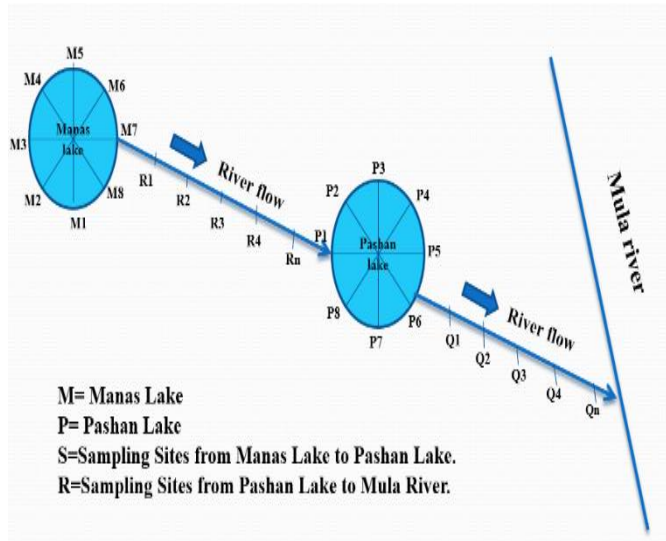 M5
M4
M6
Manas
lake
M3
M7
M2
M8
M1
R1
R2
R3
R4
Rn
River flow
P3
P2
P4
P1
Pashan
lake
P5
P8
P6
P7
Q1
Q2
Q3
Q4
Qn
River flow
Mula river
M= Manas Lake
P= Pashan Lake
S=Sampling Sites from Manas Lake to Pashan Lake.
R=Sampling Sites from Pashan Lake to Mula River.